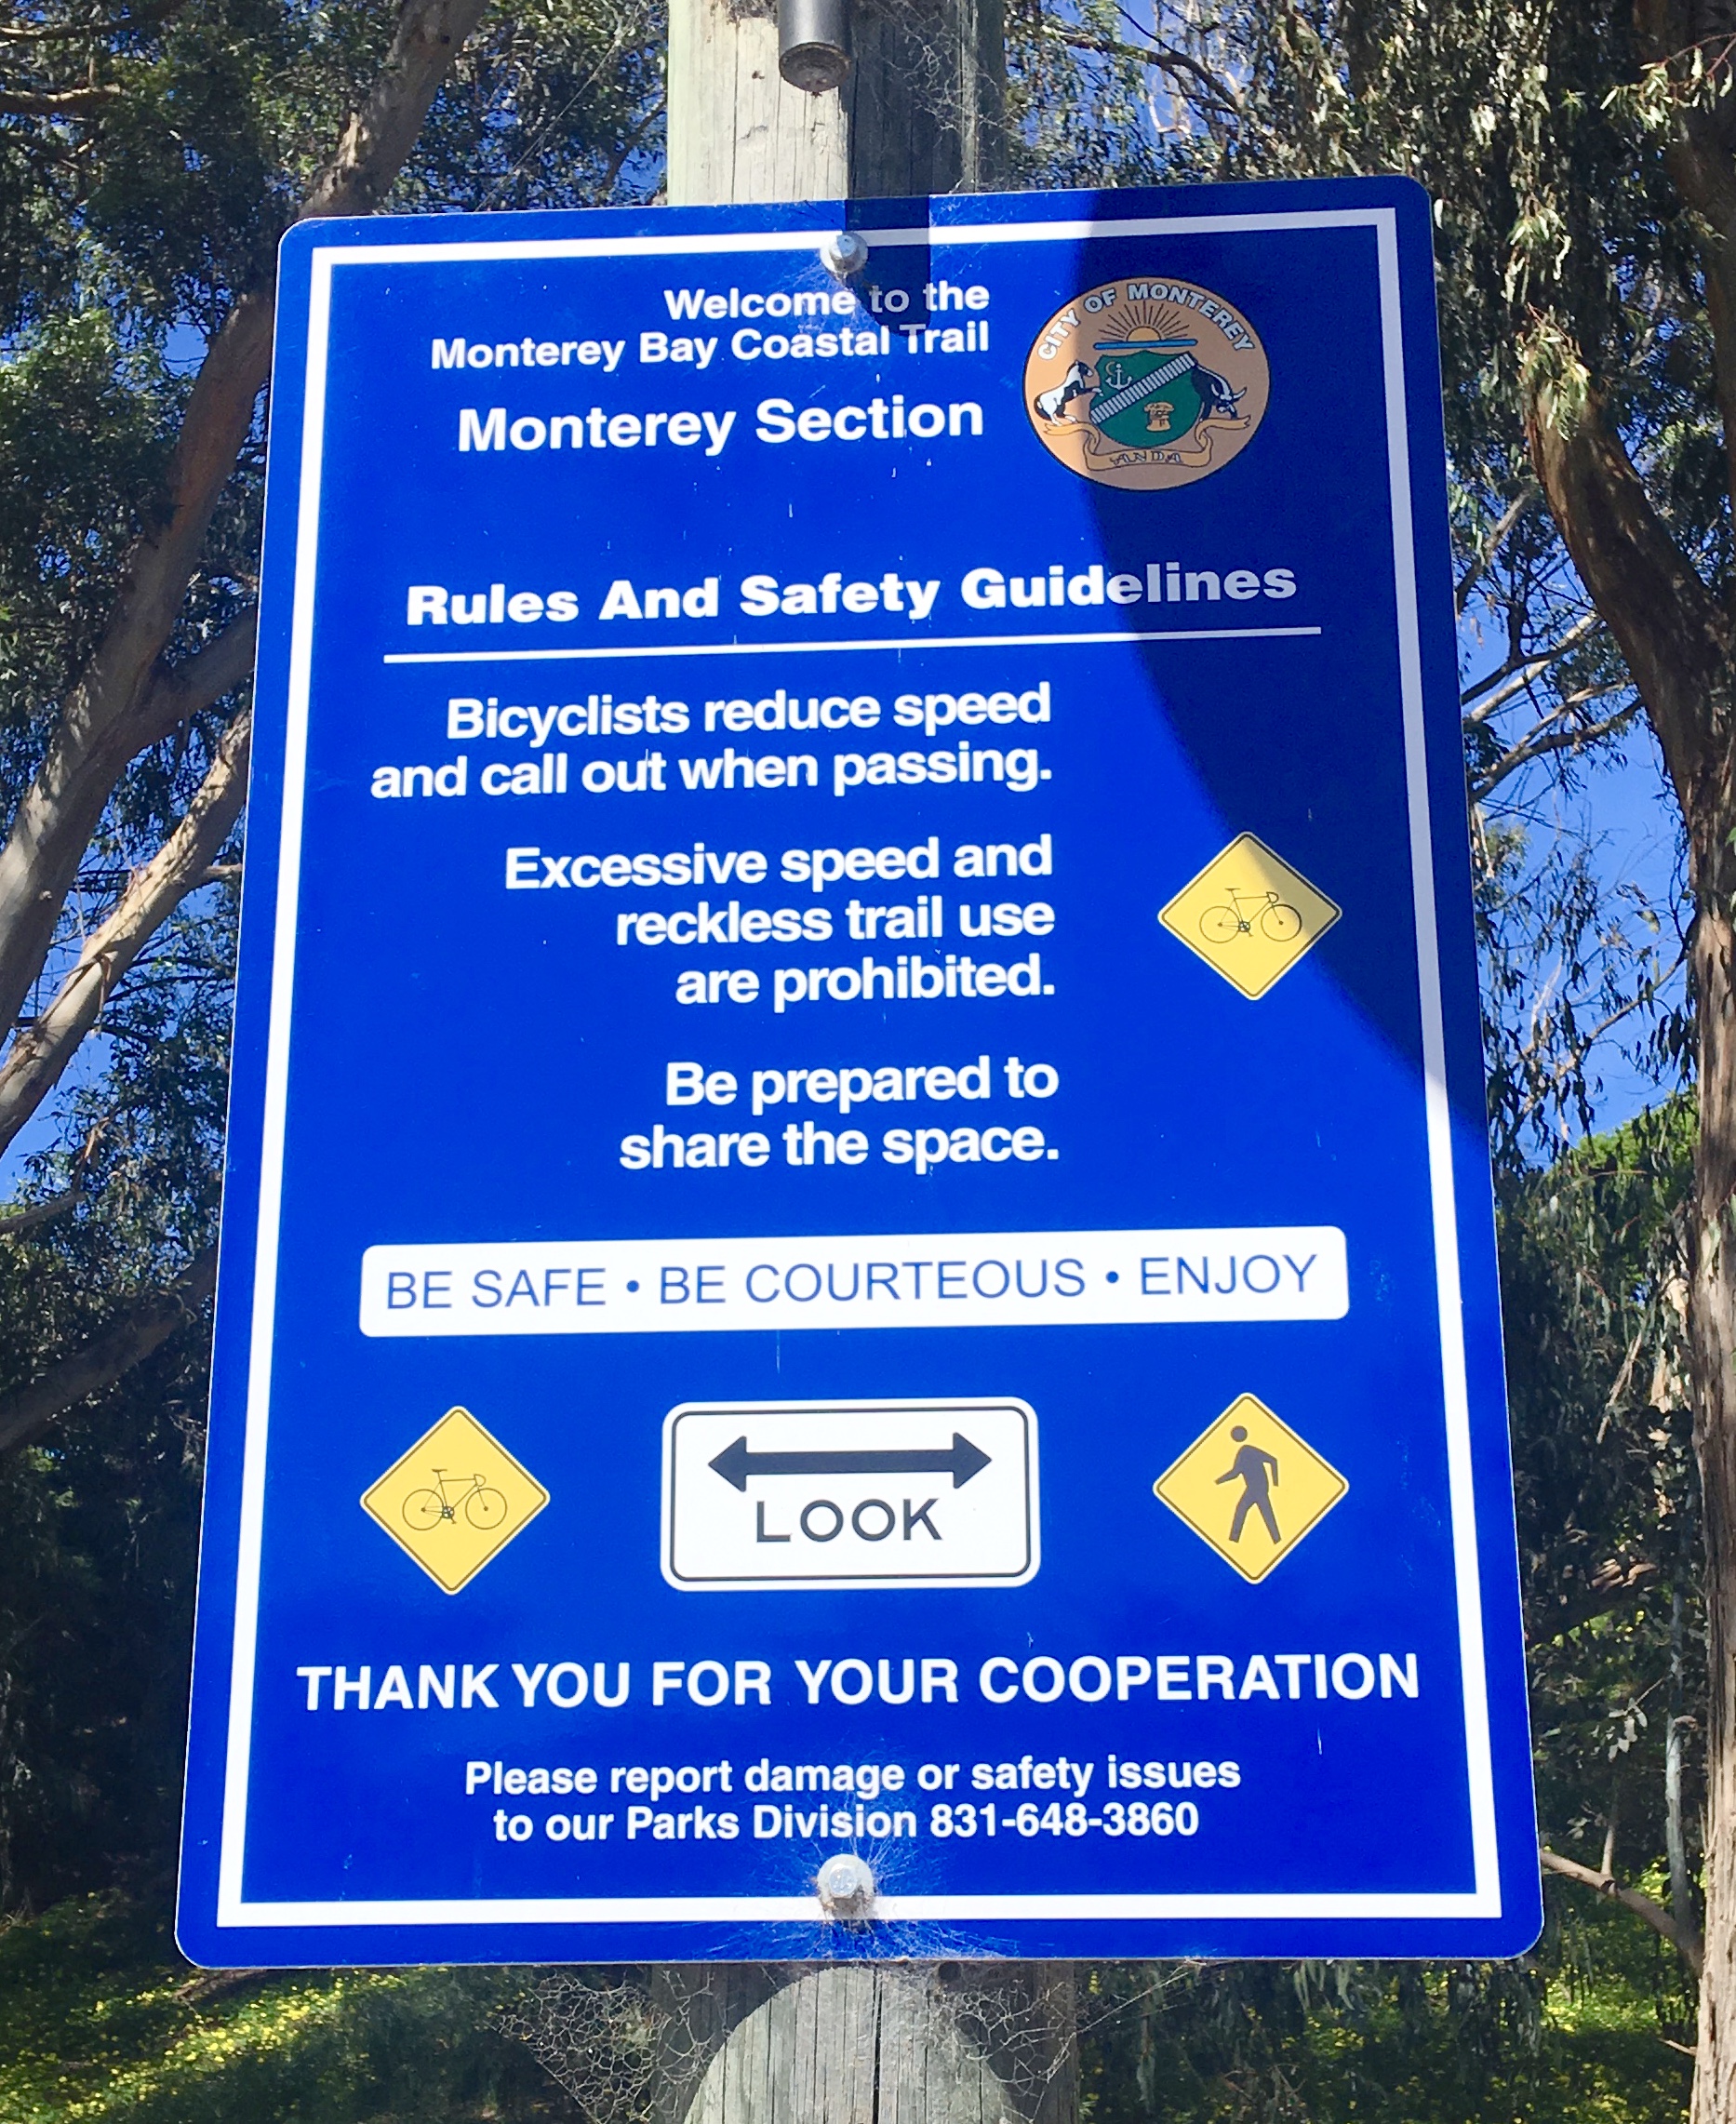 Welcome to the
Monterey Bay Coastal Trail
Monterey Section
CITY OF MONTEREY
Rules And Safety Guidelines
Bicyclists reduce speed
and call out when passing.
Excessive speed and
reckless trail use
are prohibited.
Be prepared to
share the space.
BE SAFE • BE COURTEOUS • ENJOY
LOOK
THANK YOU FOR YOUR COOPERATION
Please report damage or safety issues
to our Parks Division 831-648-3860